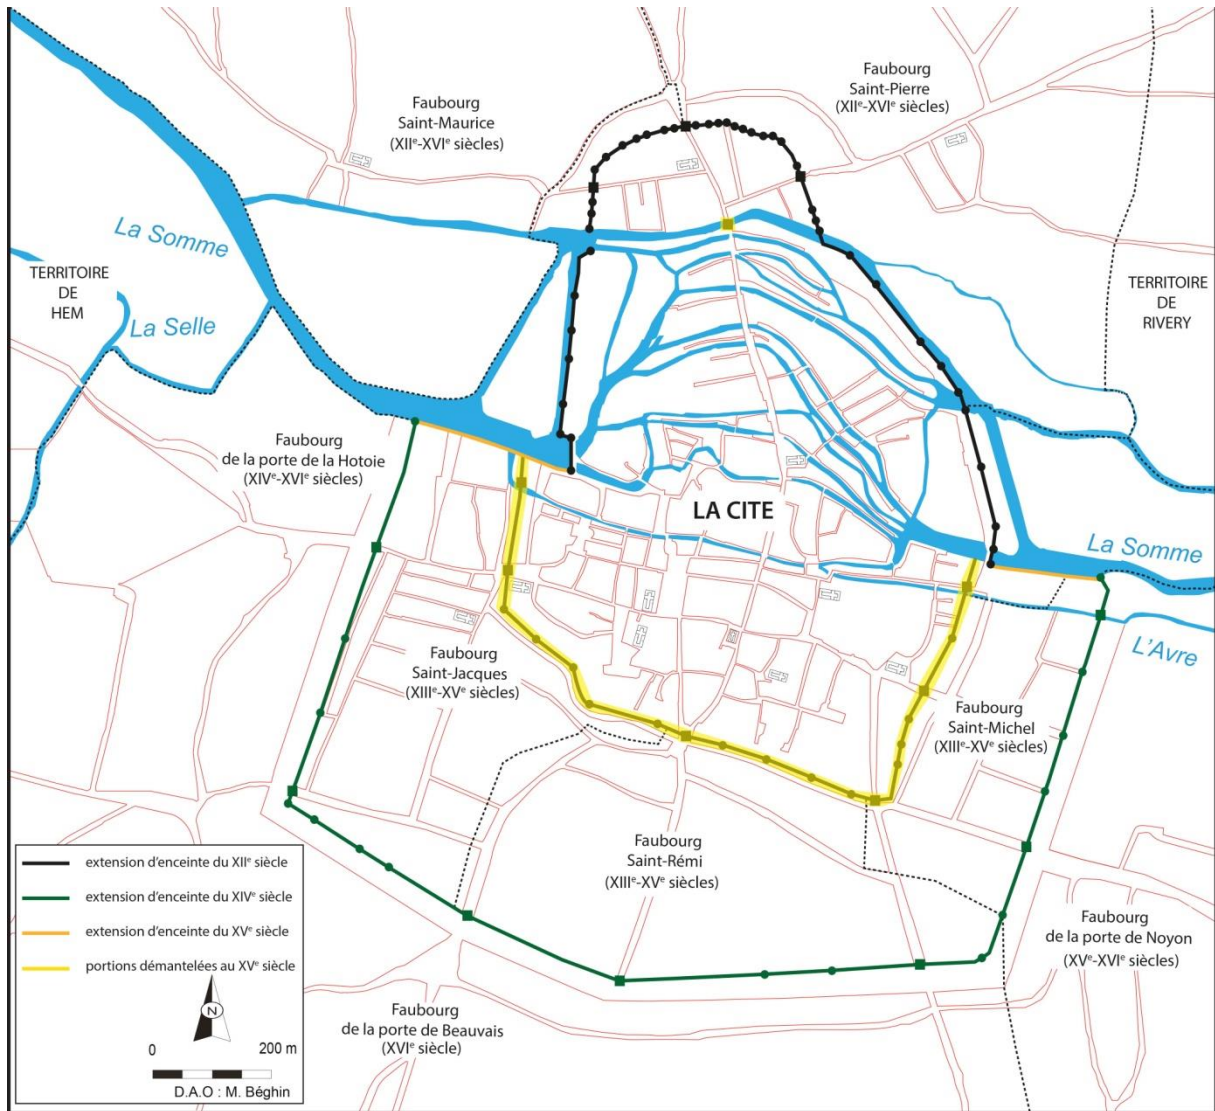 Faubourg
Saint-Pierre
(XIIᵉ-XVIᵉ siècles)
Faubourg
Saint-Maurice
(XIIᵉ-XVIᵉ siècles)
La Somme
TERRITOIRE
DE
HEM
La Selle
TERRITOIRE
DE
RIVERY
Faubourg
de la porte de la Hotoie
(XIVᵉ-XVIᵉ siècles)
LA CITE
La Somme
L'Avre
Faubourg
Saint-Jacques
(XIIIᵉ-XVᵉ siècles)
Faubourg
Saint-Michel
(XIIIᵉ-XVᵉ siècles)
Faubourg
Saint-Rémi
(XIIIᵉ-XVᵉ siècles)
Faubourg
de la porte de Noyon
(XVᵉ-XVIᵉ siècles)
Faubourg
de la porte de Beauvais
(XVIᵉ siècle)
extension d'enceinte du XIIᵉ siècle
extension d'enceinte du XIVᵉ siècle
extension d'enceinte du XVᵉ siècle
portions démantelées au XVᵉ siècle
N
0 200 m
D.A.O : M. Béghin